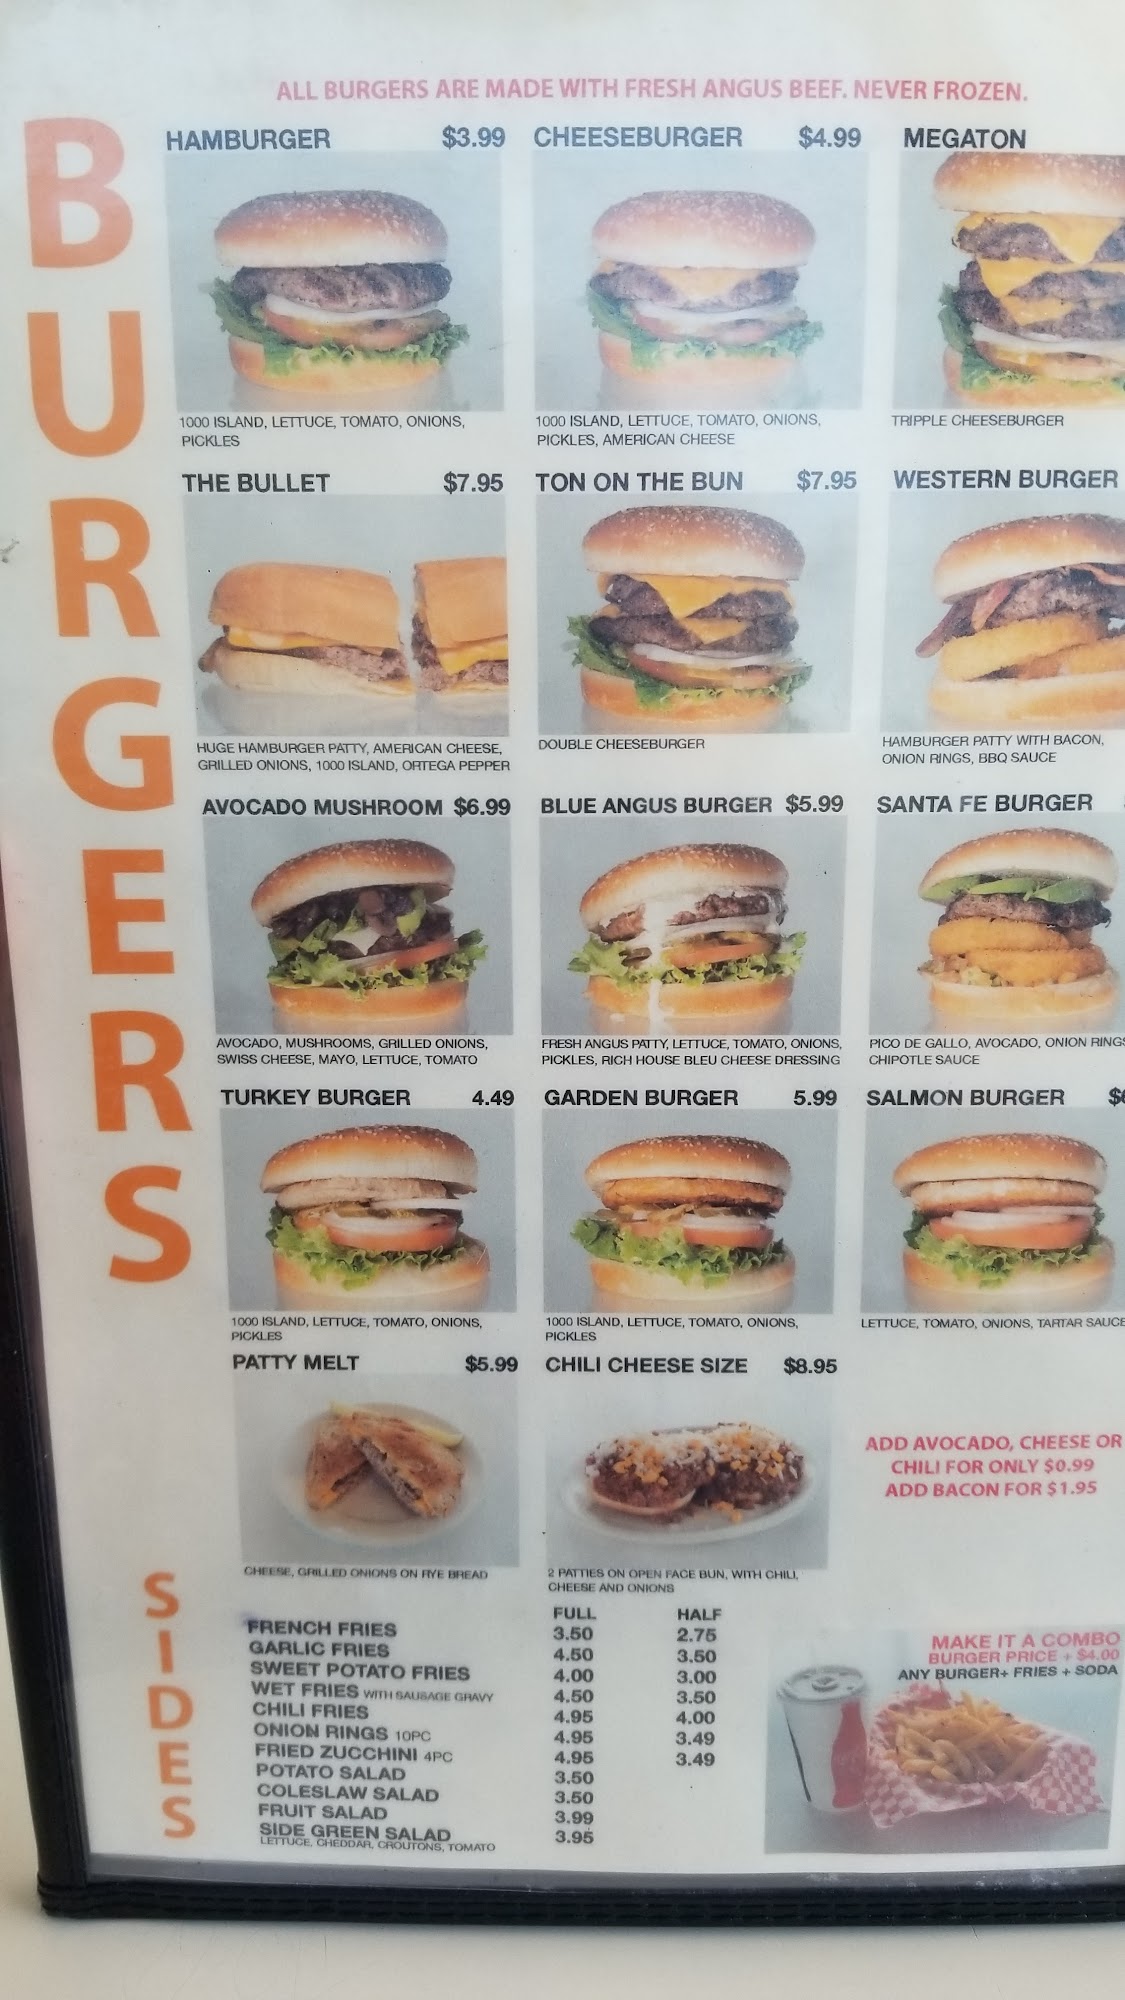 ALL BURGERS ARE MADE WITH FRESH ANGUS BEEF. NEVER FROZEN.
BURGERS
HAMBURGER $3.99
1000 ISLAND, LETTUCE, TOMATO, ONIONS,
PICKLES
CHEESEBURGER $4.99
1000 ISLAND, LETTUCE, TOMATO, ONIONS,
PICKLES, AMERICAN CHEESE
MEGATON
TRIPPLE CHEESEBURGER
THE BULLET $7.95
HUGE HAMBURGER PATTY, AMERICAN CHEESE,
GRILLED ONIONS, 1000 ISLAND, ORTEGA PEPPER
TON ON THE BUN $7.95
DOUBLE CHEESEBURGER
WESTERN BURGER
HAMBURGER PATTY WITH BACON,
ONION RINGS, BBQ SAUCE
AVOCADO MUSHROOM $6.99
AVOCADO, MUSHROOMS, GRILLED ONIONS,
SWISS CHEESE, MAYO, LETTUCE, TOMATO
BLUE ANGUS BURGER $5.99
FRESH ANGUS PATTY, LETTUCE, TOMATO, ONIONS,
PICKLES, RICH HOUSE BLEU CHEESE DRESSING
SANTA FE BURGER
PICO DE GALLO, AVOCADO, ONION RINGS
CHIPOTLE SAUCE
TURKEY BURGER 4.49
1000 ISLAND, LETTUCE, TOMATO, ONIONS,
PICKLES
GARDEN BURGER 5.99
1000 ISLAND, LETTUCE, TOMATO, ONIONS,
PICKLES
SALMON BURGER
LETTUCE, TOMATO, ONIONS, TARTAR SAUCE
PATTY MELT $5.99
CHEESE, GRILLED ONIONS ON RYE BREAD
CHILI CHEESE SIZE $8.95
2 PATTIES ON OPEN FACE BUN, WITH CHILI,
CHEESE AND ONIONS
ADD AVOCADO, CHEESE OR
CHILI FOR ONLY $0.99
ADD BACON FOR $1.95
SIDES
FULL HALF
FRENCH FRIES 3.50 2.75
GARLIC FRIES 4.50 3.50
SWEET POTATO FRIES 4.00 3.00
WET FRIES WITH SAUSAGE GRAVY 4.50 3.50
CHILI FRIES 4.95 4.00
ONION RINGS 10PC 4.95 3.49
FRIED ZUCCHINI 4PC 4.95 3.49
POTATO SALAD 3.50
COLESLAW SALAD 3.50
FRUIT SALAD 3.99
SIDE GREEN SALAD 3.95
LETTUCE, CHEDDAR, CROUTONS, TOMATO
MAKE IT A COMBO
BURGER PRICE + $4.00
ANY BURGER+ FRIES + SODA